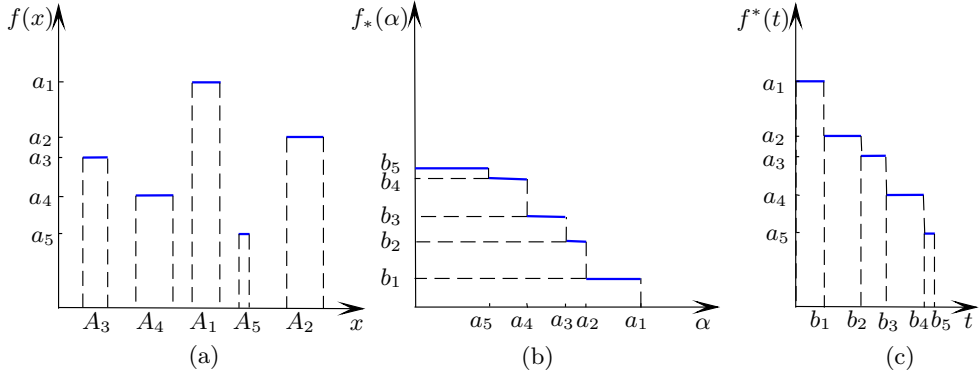 f(x)
a₁
a₂
a₃
a₄
a₅
A₃ A₄ A₁ A₅ A₂ x
(a)
f∗(α)
b₅
b₄
b₃
b₂
b₁
a₅ a₄ a₃ a₂ a₁ α
(b)
f*(t)
a₁
a₂
a₃
a₄
a₅
b₁ b₂ b₃ b₄ b₅ t
(c)